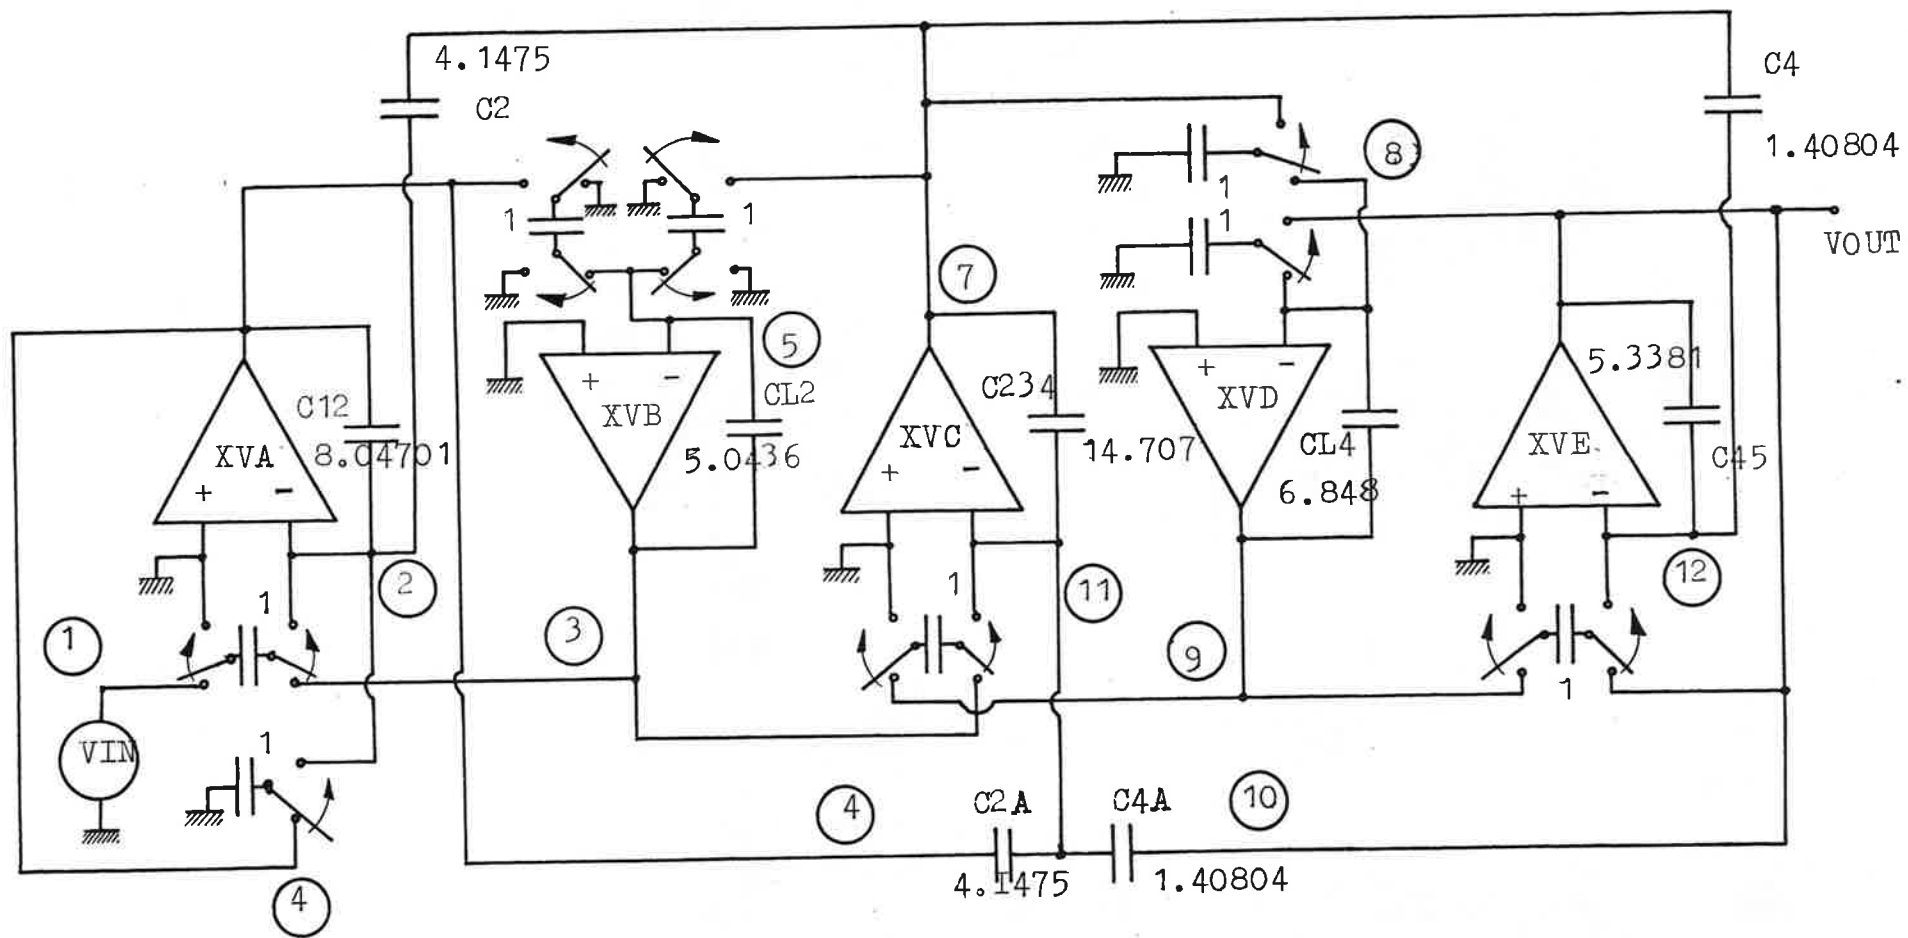 4.1475
C2
C4
1.40804
8
1
1
1
1
VOUT
7
5
C12
8.04701
XVA
+ -
+ -
XVB
CL2
5.0436
C234
14.707
XVC
+ -
+ -
XVD
CL4
6.848
5.3381
C45
XVE
+ -
1
2
1
3
1
11
9
12
1
VIN
1
4
4
C2A
C4A
10
4.1475
1.40804